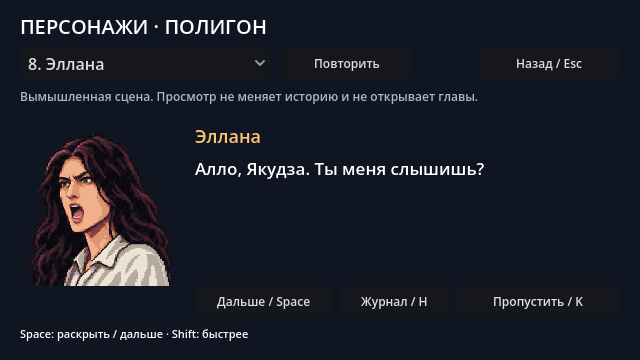 ПЕРСОНАЖИ · ПОЛИГОН
8. Эллана
Повторить
Назад / Esc
Вымышленная сцена. Просмотр не меняет историю и не открывает главы.
Эллана
Алло, Якудза. Ты меня слышишь?
Дальше / Space
Журнал / H
Пропустить / K
Space: раскрыть / дальше · Shift: быстрее